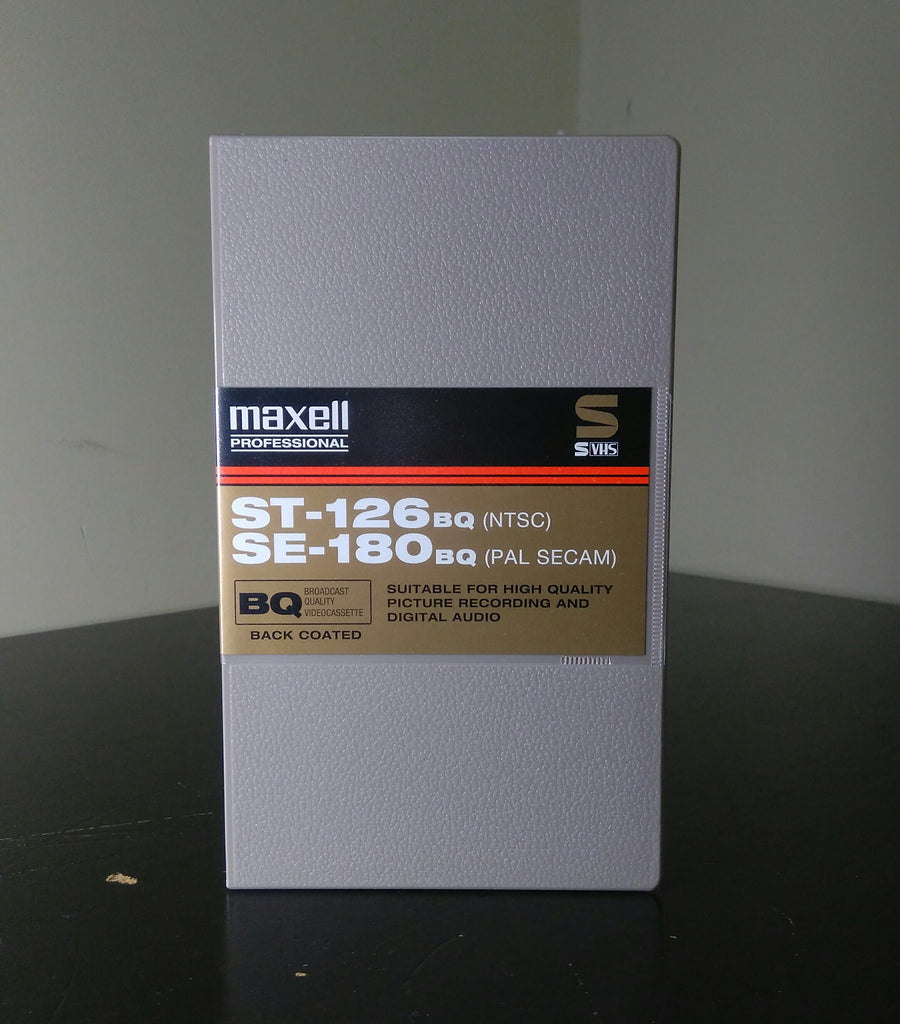 maxell
PROFESSIONAL
S
S VHS
ST-126BQ (NTSC)
SE-180BQ (PAL SECAM)
BQ BROADCAST
QUALITY
VIDEOCASSETTE
BACK COATED
SUITABLE FOR HIGH QUALITY
PICTURE RECORDING AND
DIGITAL AUDIO